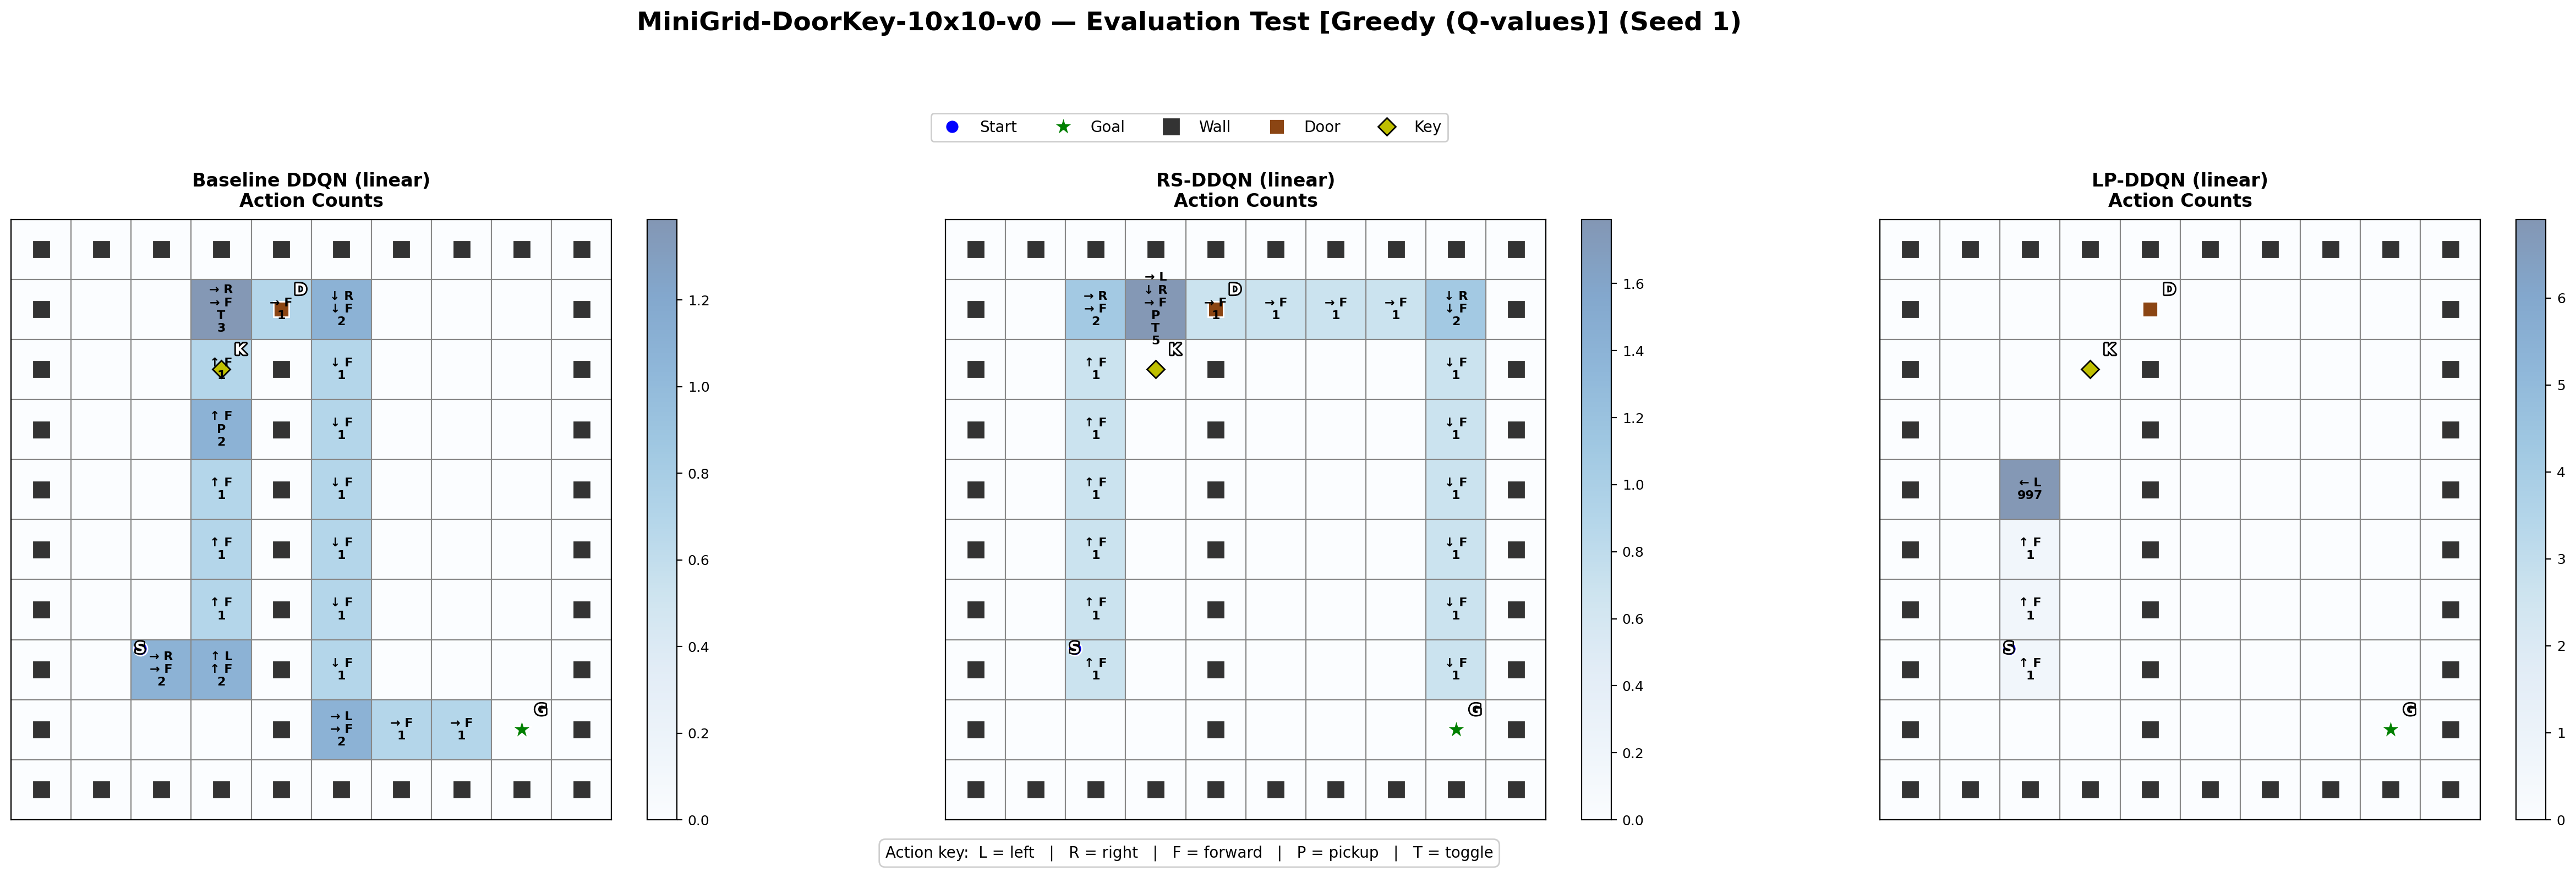 MiniGrid-DoorKey-10x10-v0 — Evaluation Test [Greedy (Q-values)] (Seed 1)
Start Goal Wall Door Key
Baseline DDQN (linear)
Action Counts
→ R
→ F
T
3
→ F
1
D
↓ R
↓ F
2
↑ F
1
K
↓ F
1
↑ F
P
2
↓ F
1
↑ F
1
↓ F
1
↑ F
1
↓ F
1
↑ F
1
↓ F
1
S
→ R
→ F
2
↑ L
↑ F
2
↓ F
1
→ L
→ F
2
→ F
1
→ F
1
G
1.2
1.0
0.8
0.6
0.4
0.2
0.0
RS-DDQN (linear)
Action Counts
→ R
→ F
2
→ L
↓ R
→ F
P
T
5
→ F
1
D
→ F
1
→ F
1
→ F
1
↓ R
↓ F
2
↑ F
1
K
↓ F
1
↑ F
1
↓ F
1
↑ F
1
↓ F
1
↑ F
1
↓ F
1
↑ F
1
↓ F
1
S
↑ F
1
↓ F
1
G
1.6
1.4
1.2
1.0
0.8
0.6
0.4
0.2
0.0
LP-DDQN (linear)
Action Counts
D
K
← L
997
↑ F
1
↑ F
1
S
↑ F
1
G
6
5
4
3
2
1
0
Action key: L = left | R = right | F = forward | P = pickup | T = toggle